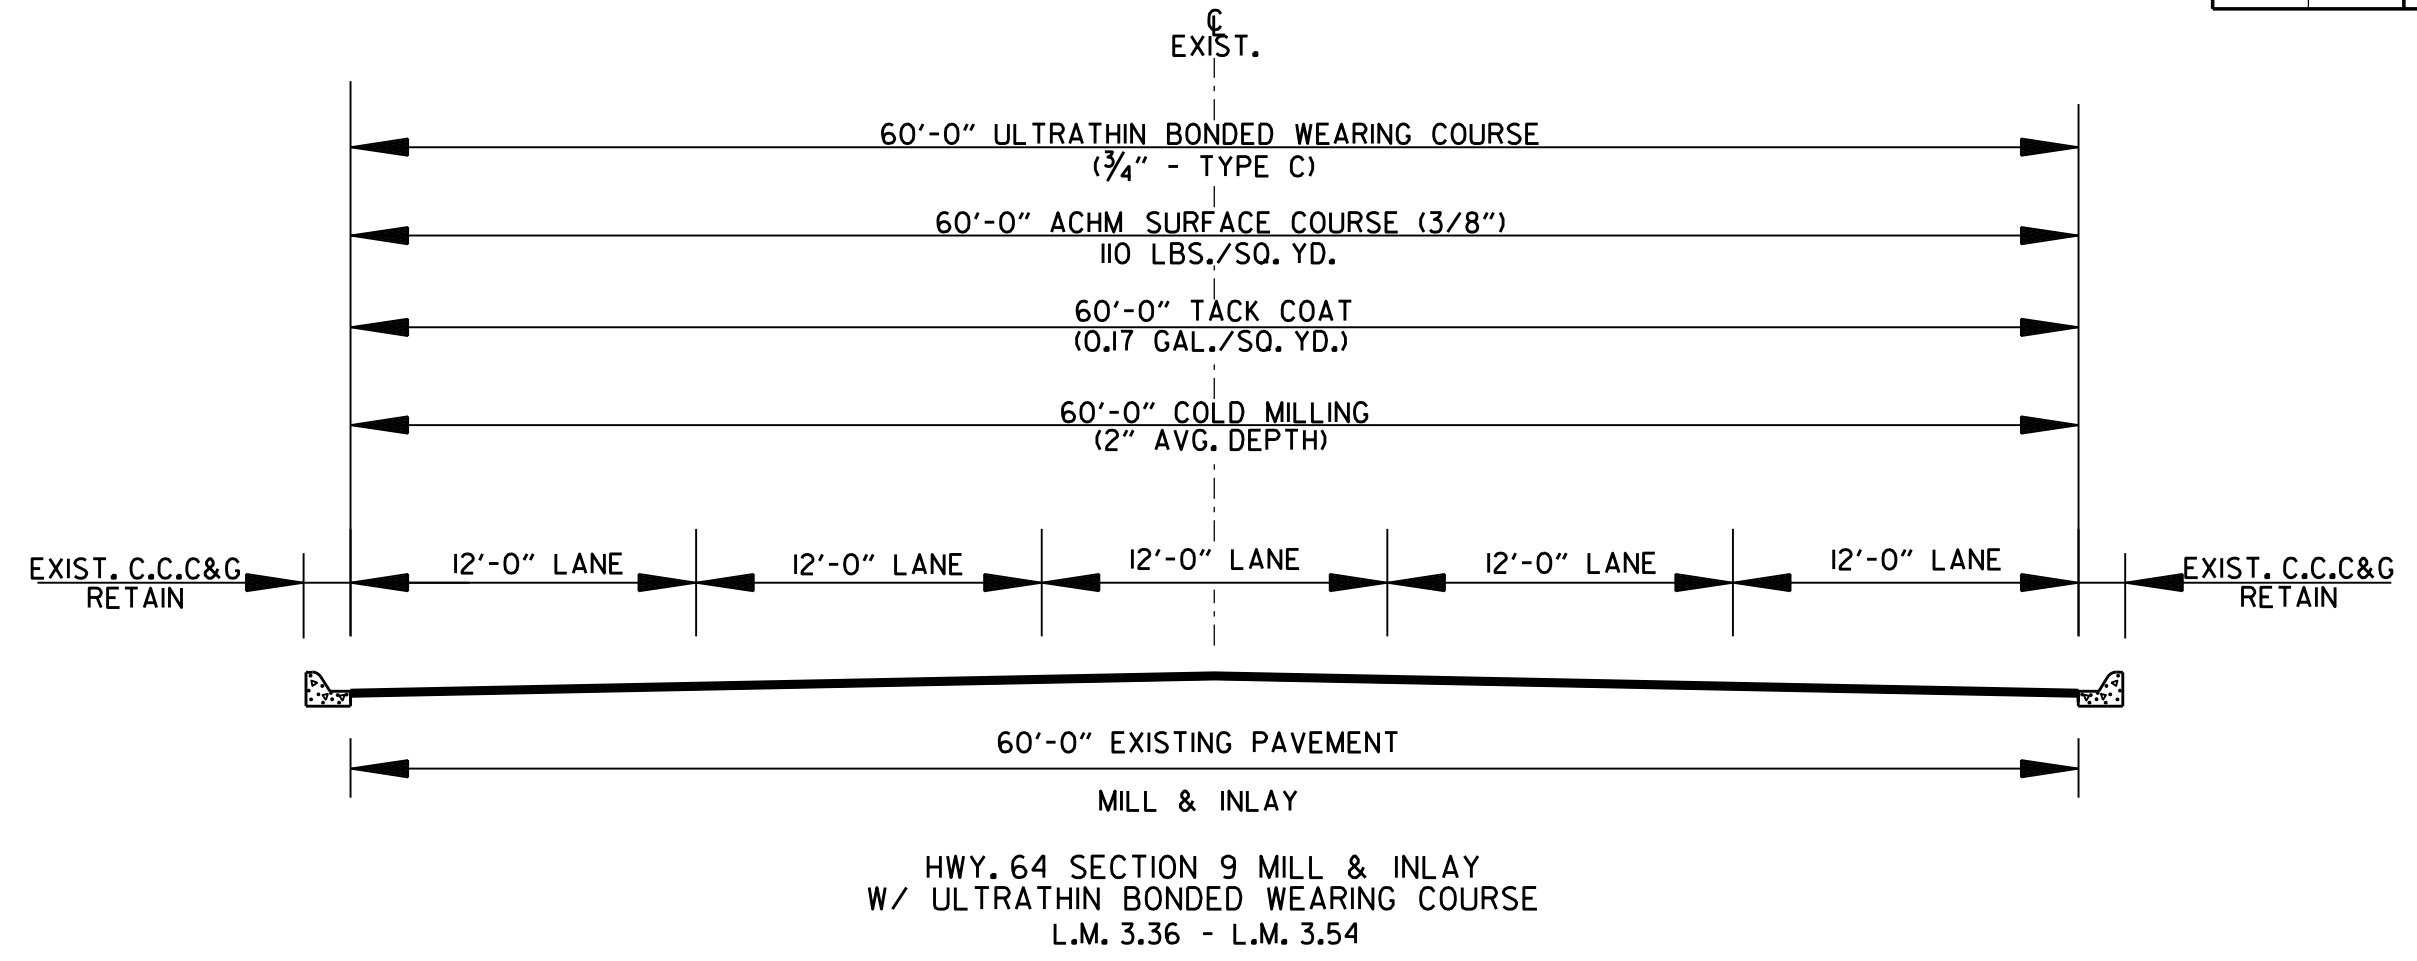 ℄
EXIST.
60'-0" ULTRATHIN BONDED WEARING COURSE
(3/4" - TYPE C)
60'-0" ACHM SURFACE COURSE (3/8")
110 LBS./SQ. YD.
60'-0" TACK COAT
(0.17 GAL./SQ. YD.)
60'-0" COLD MILLING
(2" AVG. DEPTH)
EXIST. C.C.C&G
RETAIN
12'-0" LANE
12'-0" LANE
12'-0" LANE
12'-0" LANE
12'-0" LANE
EXIST. C.C.C&G
RETAIN
60'-0" EXISTING PAVEMENT
MILL & INLAY
HWY. 64 SECTION 9 MILL & INLAY
W/ ULTRATHIN BONDED WEARING COURSE
L.M. 3.36 - L.M. 3.54